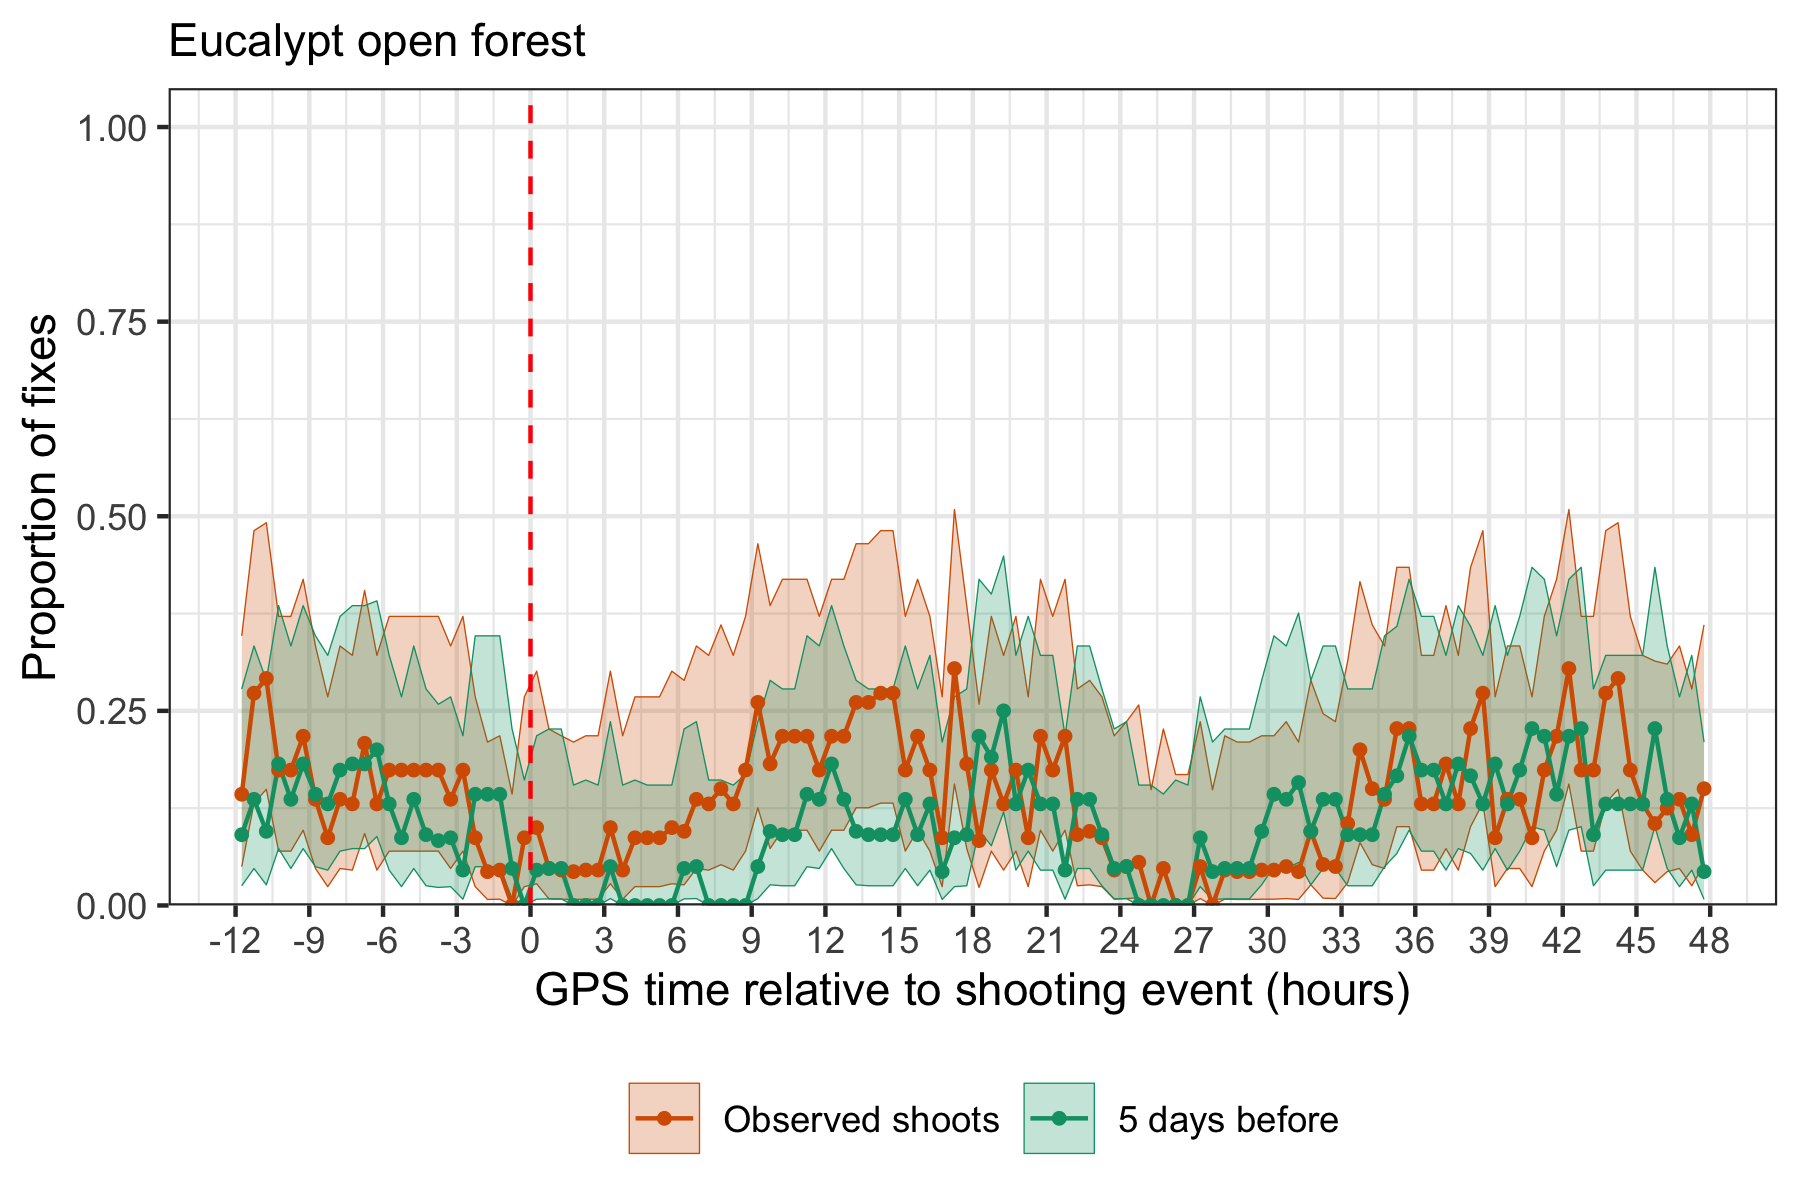 Eucalypt open forest
Proportion of fixes
1.00
0.75
0.50
0.25
0.00
-12 -9 -6 -3 0 3 6 9 12 15 18 21 24 27 30 33 36 39 42 45 48
GPS time relative to shooting event (hours)
Observed shoots 5 days before